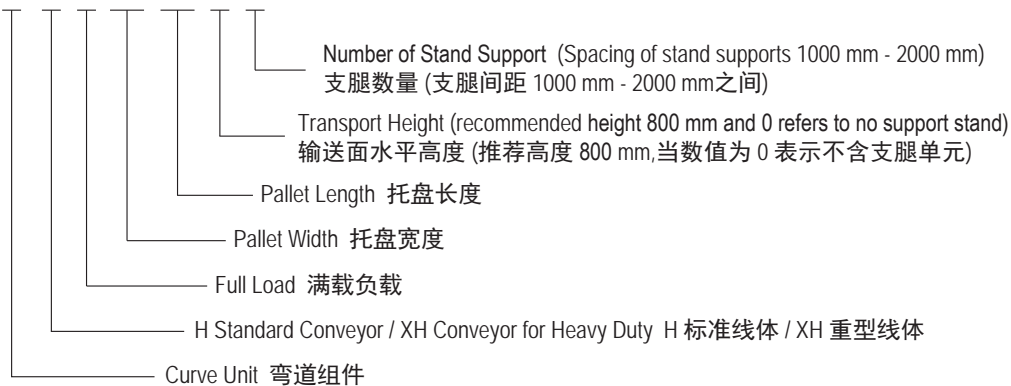 Number of Stand Support (Spacing of stand supports 1000 mm - 2000 mm)
支腿数量 (支腿间距 1000 mm - 2000 mm之间)
Transport Height (recommended height 800 mm and 0 refers to no support stand)
输送面水平高度 (推荐高度 800 mm,当数值为 0 表示不含支腿单元)
Pallet Length 托盘长度
Pallet Width 托盘宽度
Full Load 满载负载
H Standard Conveyor / XH Conveyor for Heavy Duty H 标准线体 / XH 重型线体
Curve Unit 弯道组件